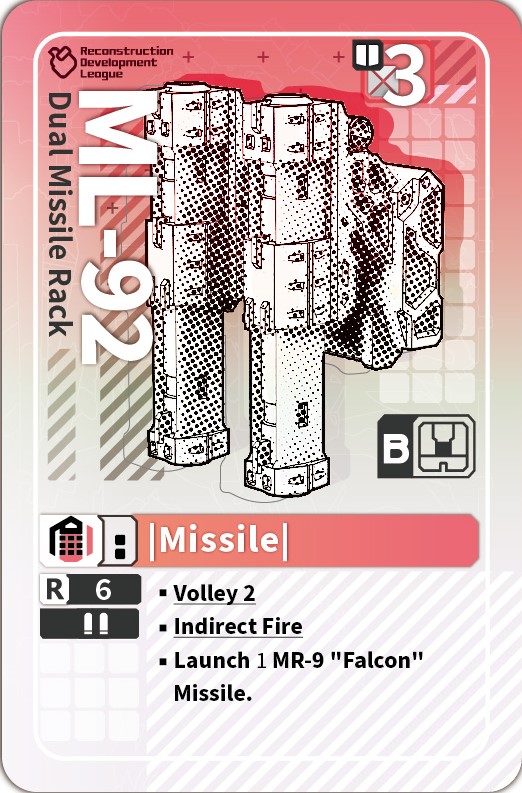 Reconstruction
Development
League
3
ML-92
Dual Missile Rack
B
|Missile|
R 6
▪ Volley 2
▪ Indirect Fire
▪ Launch 1 MR-9 "Falcon"
Missile.